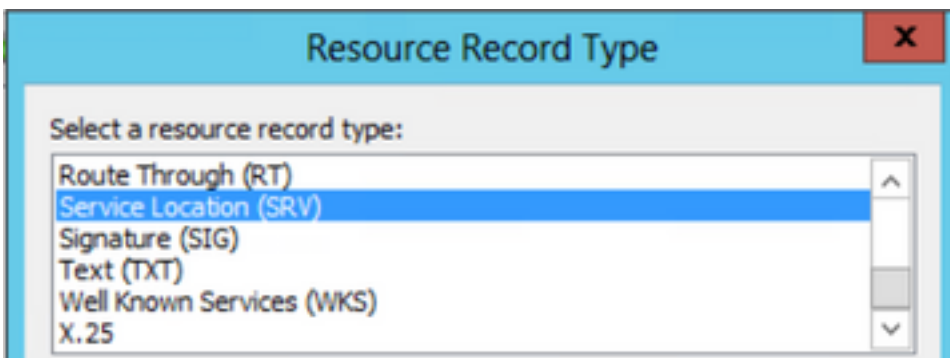 Resource Record Type
x
Select a resource record type:
Route Through (RT)
Service Location (SRV)
Signature (SIG)
Text (TXT)
Well Known Services (WKS)
X.25